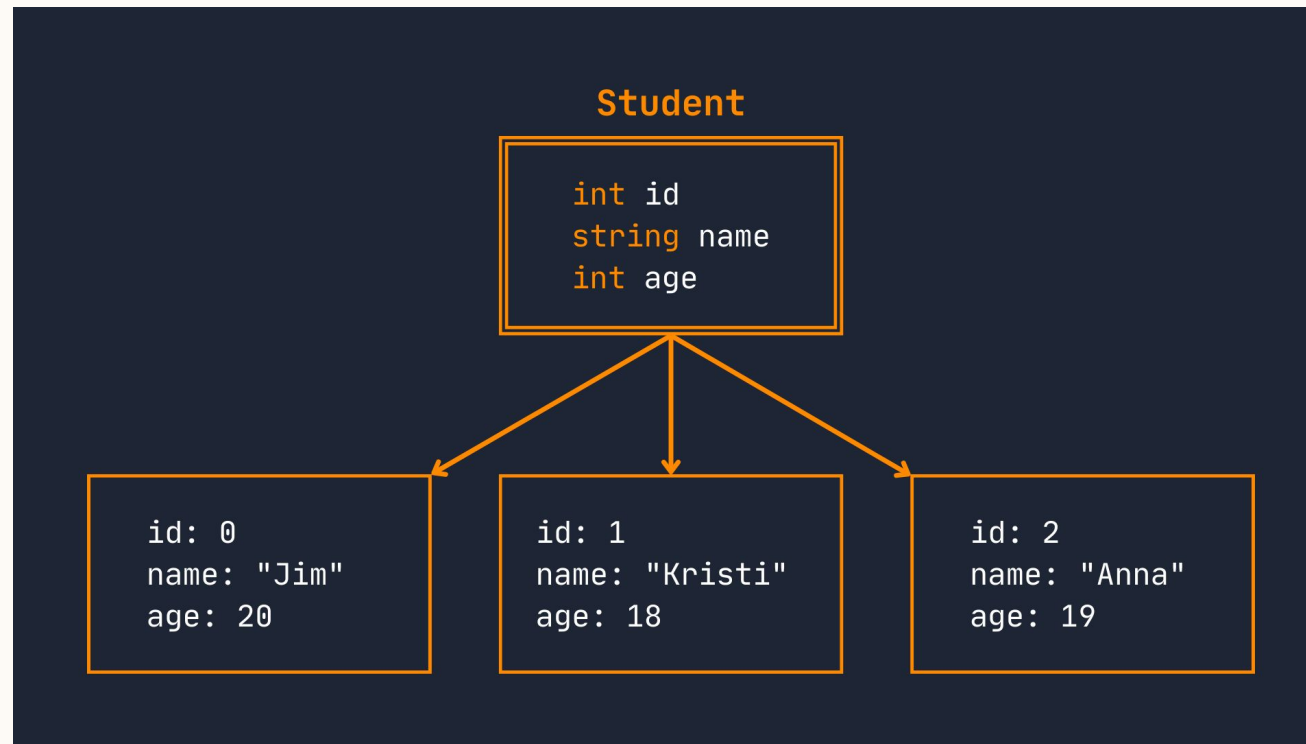 Student
int id
string name
int age
id: 0
name: "Jim"
age: 20
id: 1
name: "Kristi"
age: 18
id: 2
name: "Anna"
age: 19